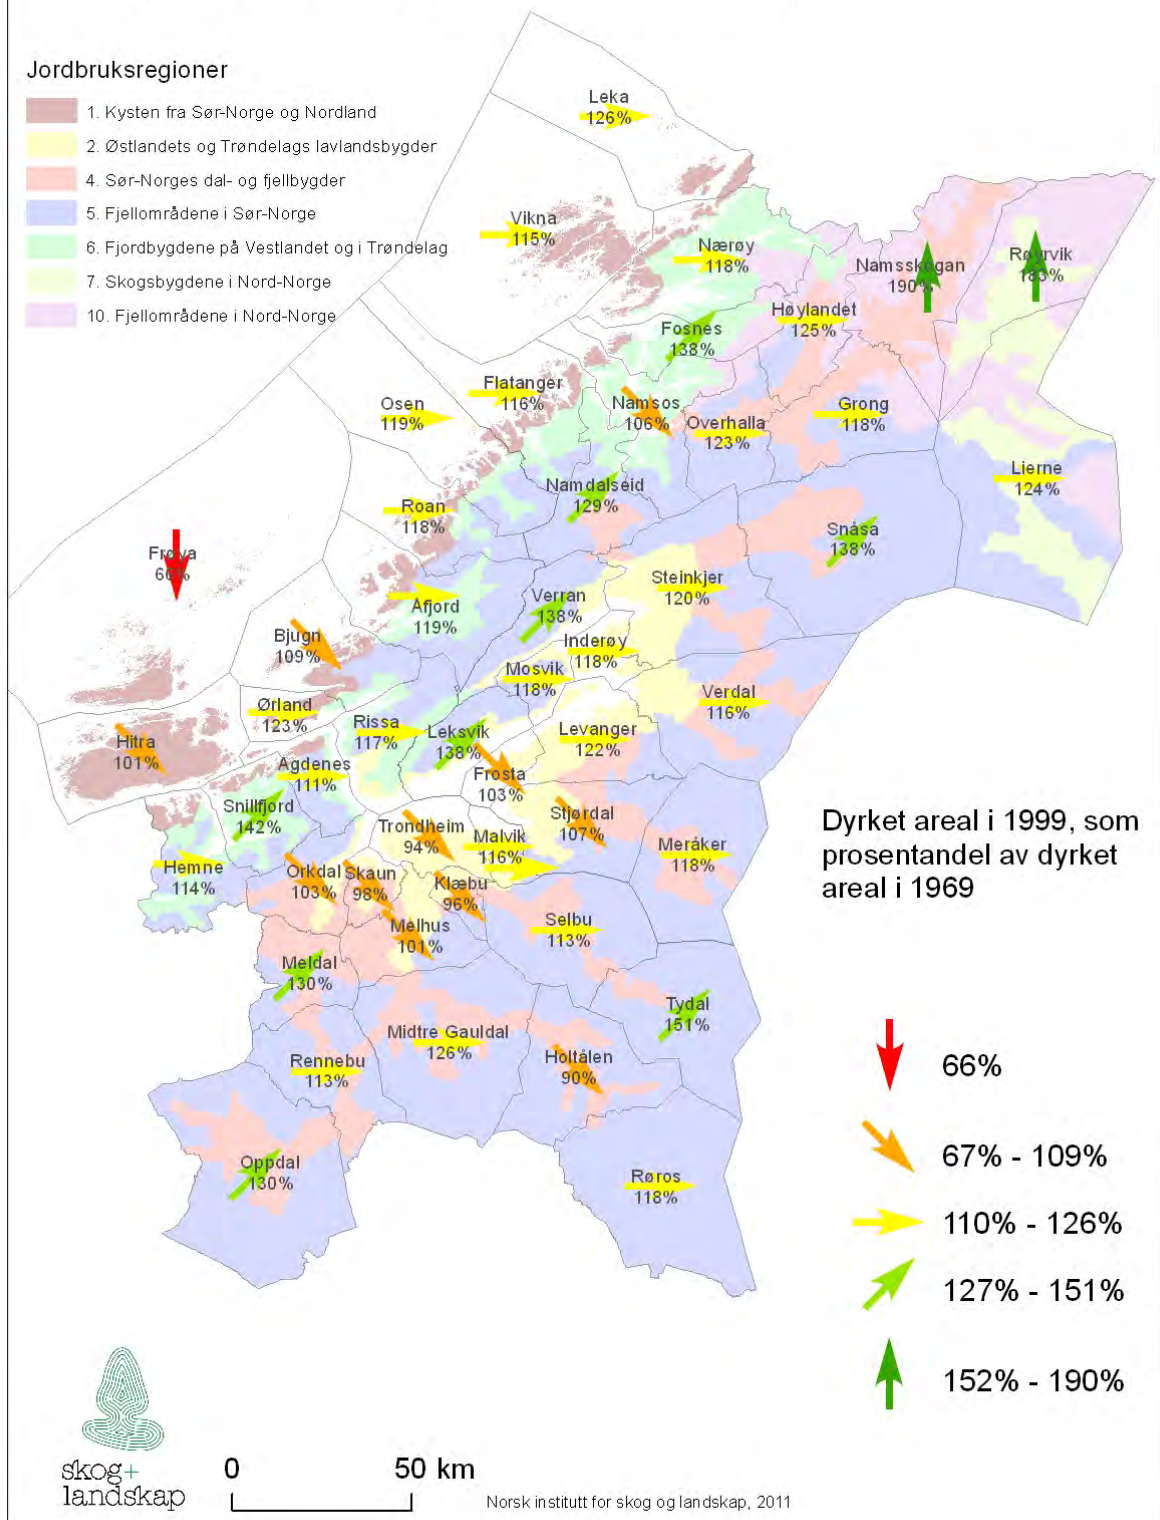 Jordbruksregioner
1. Kysten fra Sør-Norge og Nordland
2. Østlandets og Trøndelags lavlandsbygder
4. Sør-Norges dal- og fjellbygder
5. Fjellområdene i Sør-Norge
6. Fjordbygdene på Vestlandet og i Trøndelag
7. Skogsbygdene i Nord-Norge
10. Fjellområdene i Nord-Norge
Leka
126%
Vikna
115%
Nærøy
118%
Namsskogan
190%
Røyrvik
183%
Høylandet
125%
Fosnes
138%
Flatanger
116%
Osen
119%
Namsos
106%
Overhalla
123%
Grong
118%
Lierne
124%
Namdalseid
129%
Roan
118%
Snåsa
138%
Frøya
66%
Steinkjer
120%
Verran
138%
Åfjord
119%
Bjugn
109%
Inderøy
118%
Mosvik
118%
Verdal
116%
Ørland
123%
Rissa
117%
Leksvik
138%
Levanger
122%
Hitra
101%
Agdenes
111%
Frosta
103%
Snillfjord
142%
Stjørdal
107%
Trondheim
94%
Malvik
116%
Meråker
118%
Hemne
114%
Orkdal
103%
Skaun
98%
Klæbu
96%
Melhus
101%
Selbu
113%
Meldal
130%
Tydal
151%
Midtre Gauldal
126%
Rennebu
113%
Holtålen
90%
Oppdal
130%
Røros
118%
Dyrket areal i 1999, som
prosentandel av dyrket
areal i 1969
66%
67% - 109%
110% - 126%
127% - 151%
152% - 190%
skog+
landskap
0 50 km
Norsk institutt for skog og landskap, 2011